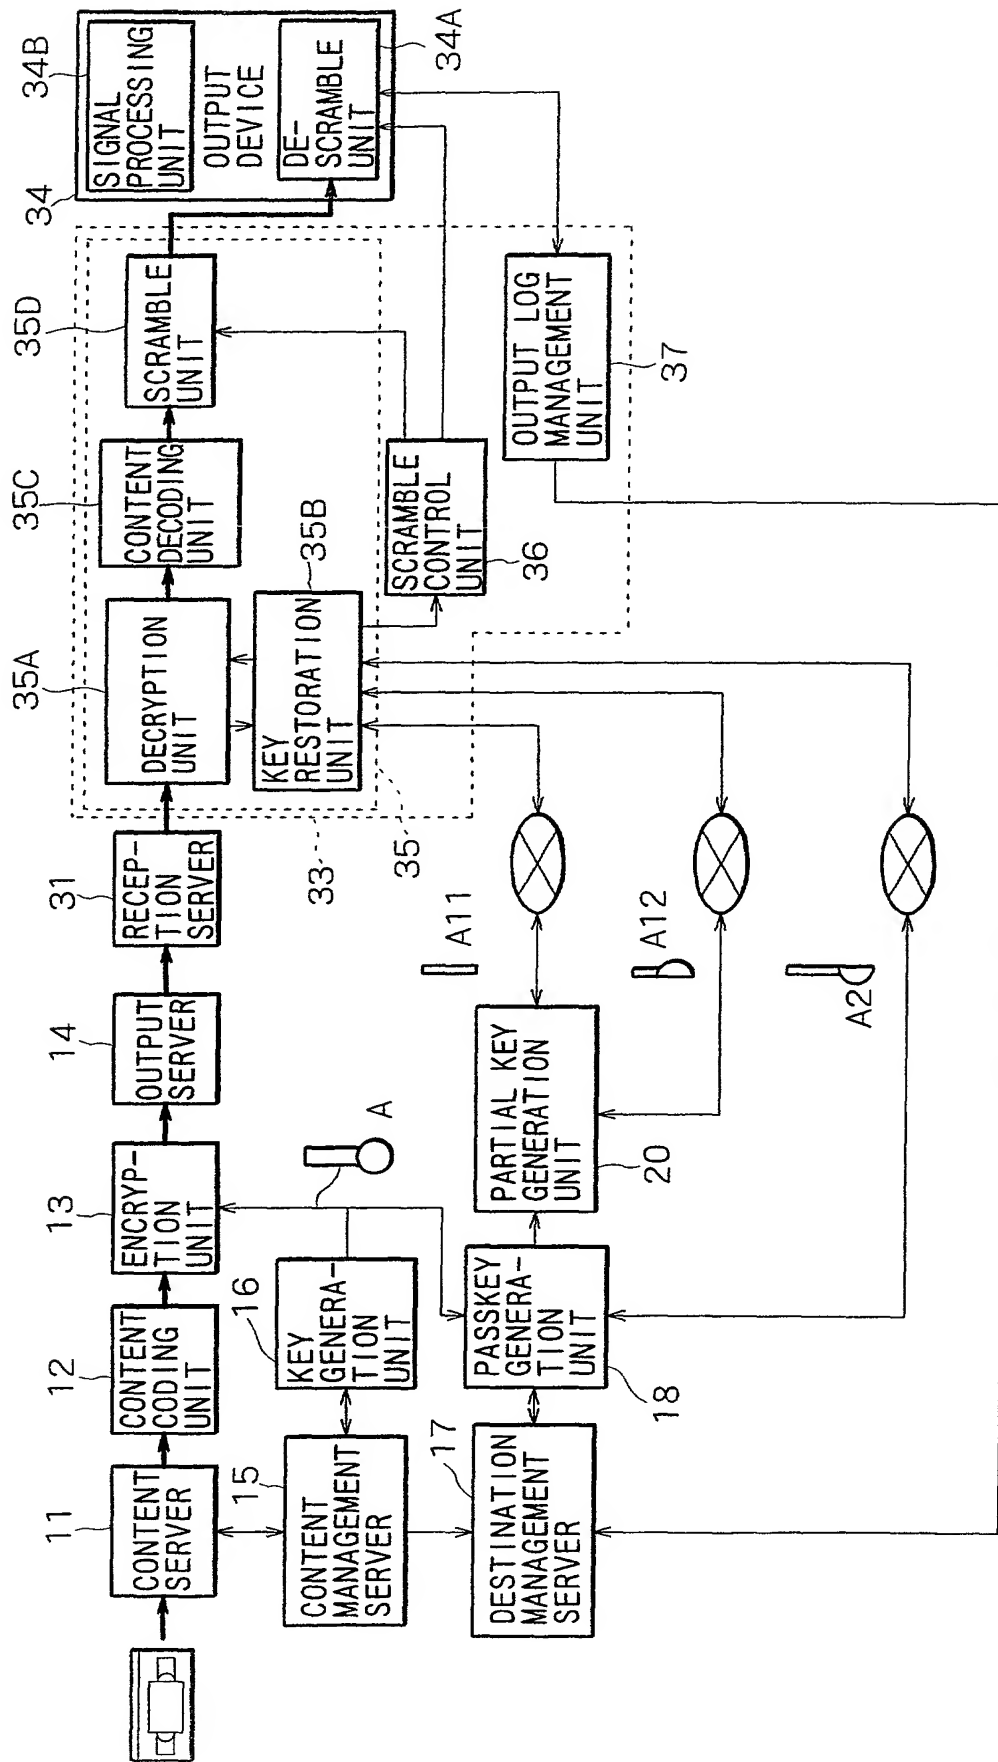 11
CONTENT
SERVER
12
CONTENT
CODING
UNIT
13
ENCRYP-
TION
UNIT
14
OUTPUT
SERVER
31
RECEP-
TION
SERVER
35A
DECRYPTION
UNIT
35C
CONTENT
DECODING
UNIT
35D
SCRAMBLE
UNIT
34
34B
SIGNAL
PROCESSING
UNIT
OUTPUT
DEVICE
DE-
SCRAMBLE
UNIT
34A
15
CONTENT
MANAGEMENT
SERVER
16
KEY
GENERA-
TION
UNIT
A
33
35
KEY
RESTORATION
UNIT
35B
SCRAMBLE
CONTROL
UNIT
36
OUTPUT LOG
MANAGEMENT
UNIT
37
17
DESTINATION
MANAGEMENT
SERVER
PASSKEY
GENERA-
TION
UNIT
18
PARTIAL KEY
GENERATION
UNIT
20
A11
A12
A2